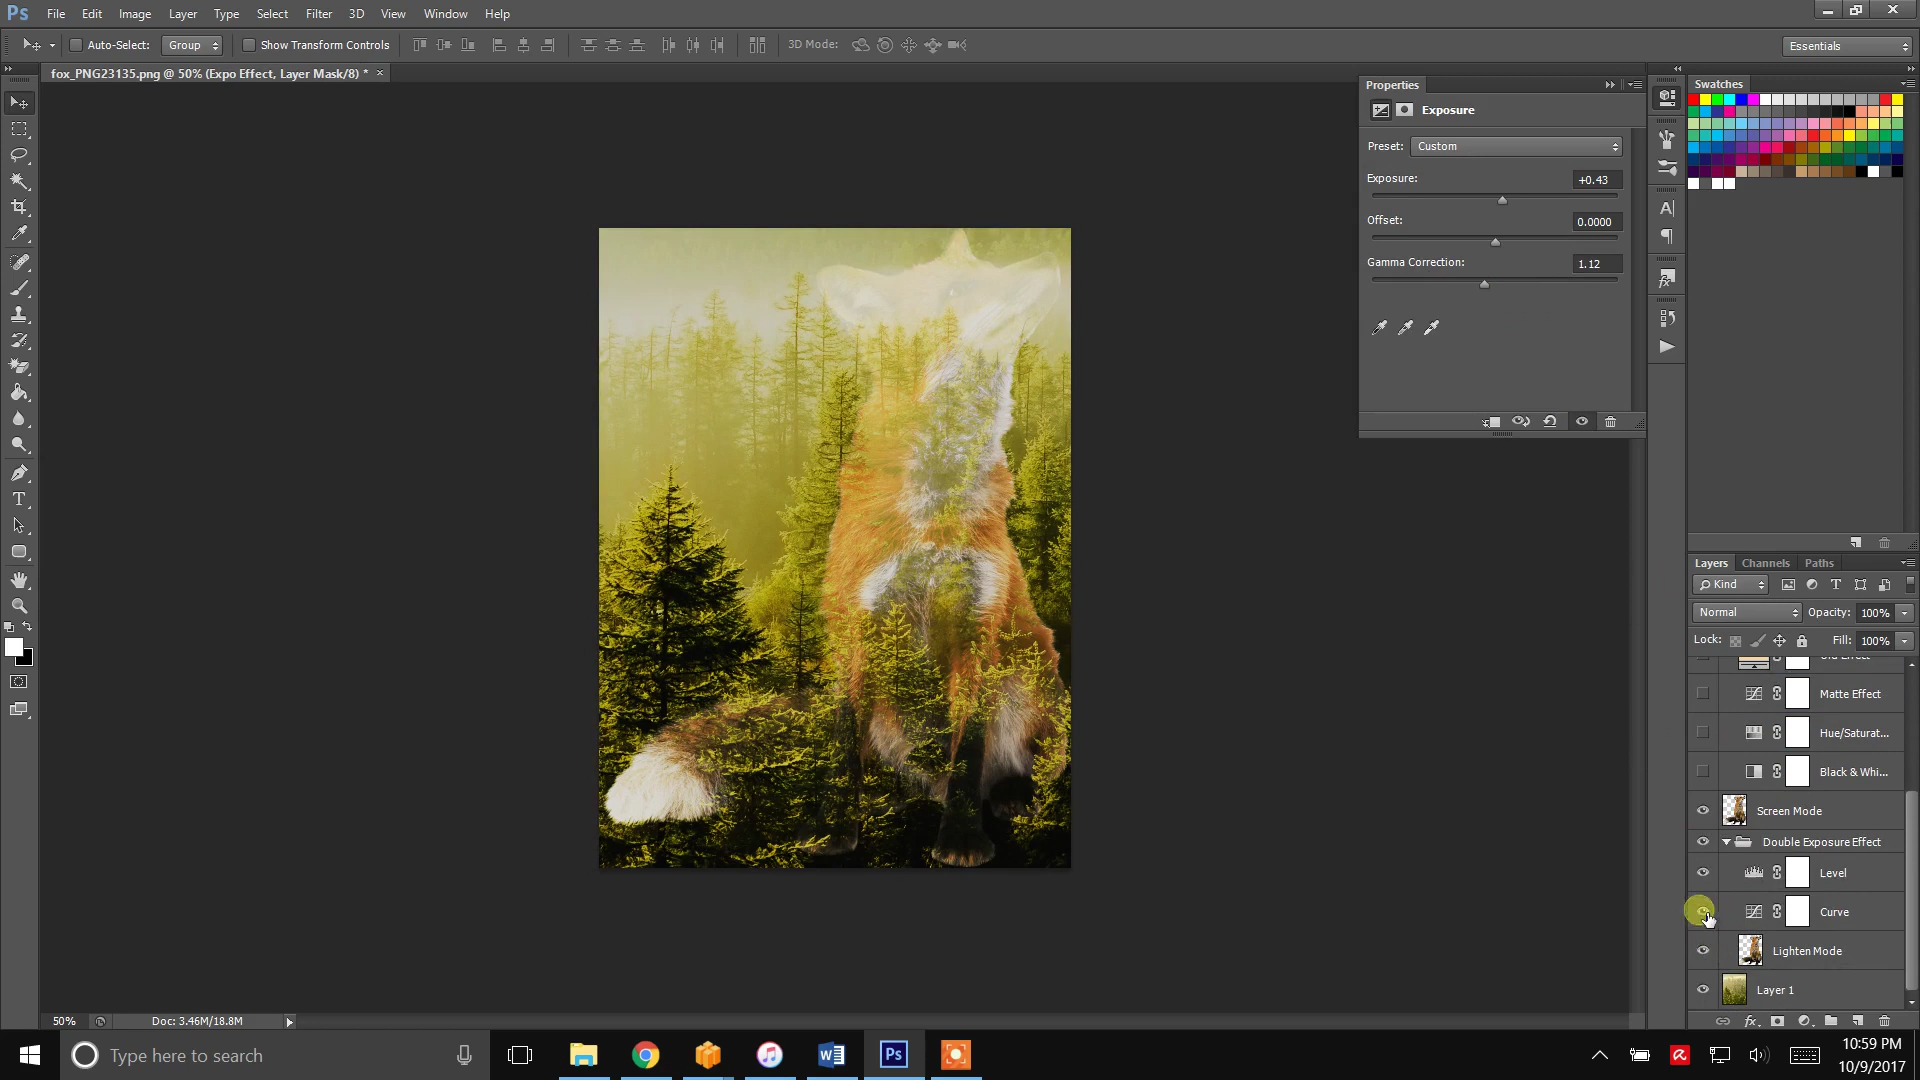 Ps File Edit Image Layer Type Select Filter 3D View Window Help
Auto-Select: Group Show Transform Controls 3D Mode: Essentials
fox_PNG23135.png @ 50% (Expo Effect, Layer Mask/8) * ×
Properties
Exposure
Preset: Custom
Exposure: +0.43
Offset: 0.0000
Gamma Correction: 1.12
Swatches
Layers Channels Paths
Kind
Normal Opacity: 100%
Lock: Fill: 100%
Matte Effect
Hue/Saturat...
Black & Whi...
Screen Mode
Double Exposure Effect
Level
Curve
Lighten Mode
Layer 1
50% Doc: 3.46M/18.8M
Type here to search
10:59 PM
10/9/2017